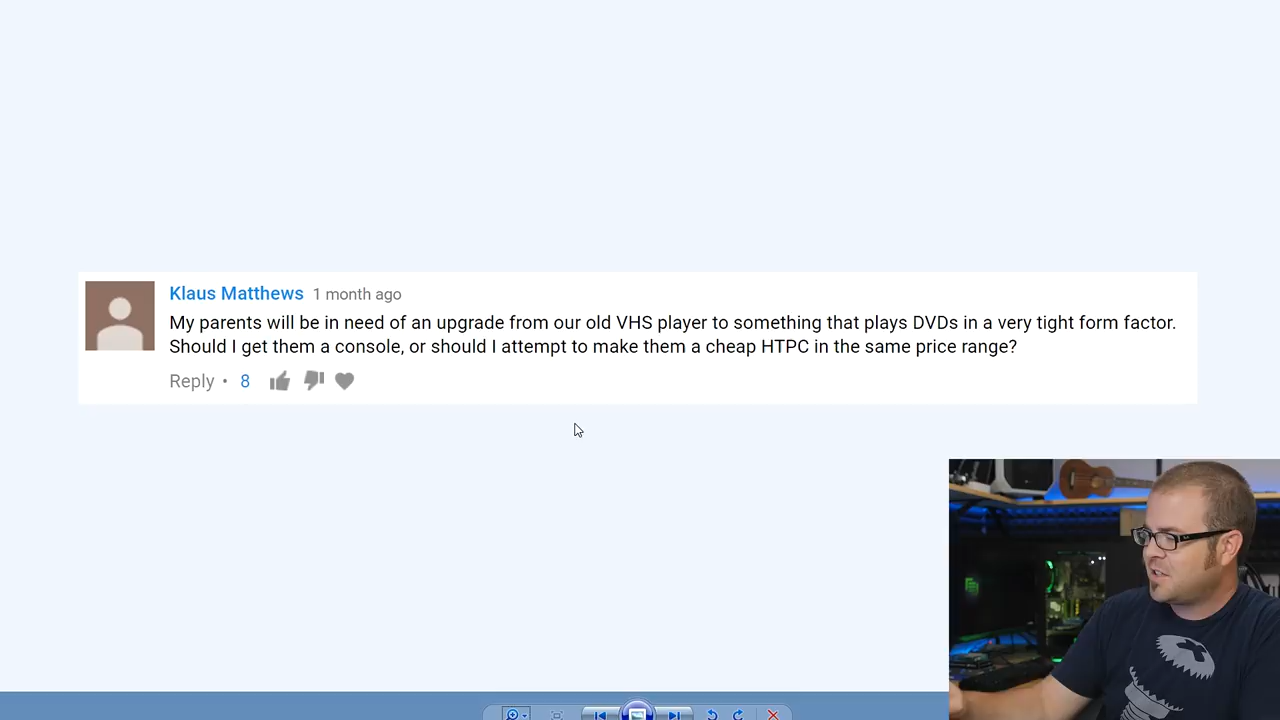 Klaus Matthews 1 month ago
My parents will be in need of an upgrade from our old VHS player to something that plays DVDs in a very tight form factor.
Should I get them a console, or should I attempt to make them a cheap HTPC in the same price range?
Reply • 8